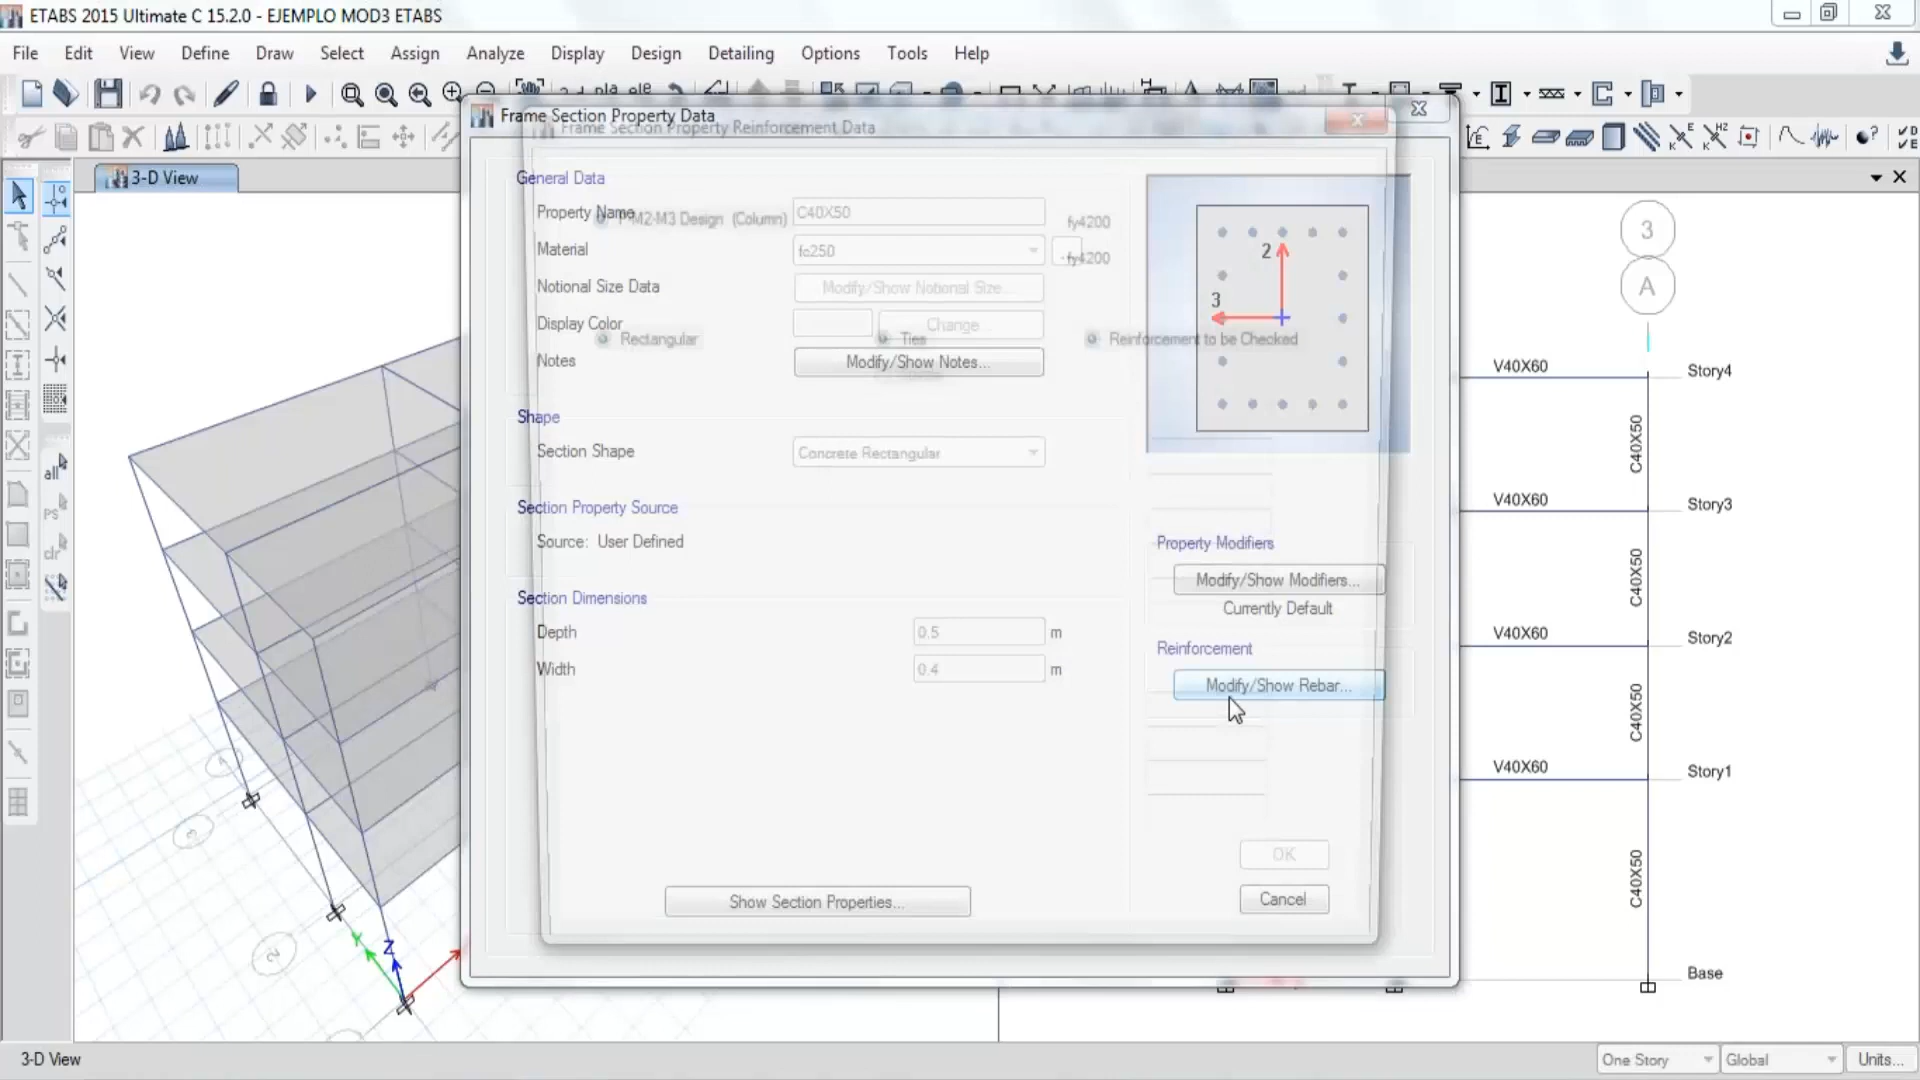 ETABS 2015 Ultimate C 15.2.0 - EJEMPLO MOD3 ETABS
File Edit View Define Draw Select Assign Analyze Display Design Detailing Options Tools Help
3-D View
Frame Section Property Data
Frame Section Property Reinforcement Data
General Data
Property Name C40X50
P-M2-M3 Design (Column)
fy4200
Material fc250
fy4200
Notional Size Data Modify/Show Notional Size...
Display Color Change...
Rectangular
Ties
Reinforcement to be Checked
Notes Modify/Show Notes...
Shape
Section Shape Concrete Rectangular
Section Property Source
Source: User Defined
Section Dimensions
Depth 0.5 m
Width 0.4 m
Show Section Properties...
2
3
Property Modifiers
Modify/Show Modifiers...
Currently Default
Reinforcement
Modify/Show Rebar...
OK
Cancel
all
ps
clr
3
A
V40X60 Story4
C40X50
V40X60 Story3
C40X50
V40X60 Story2
C40X50
V40X60 Story1
C40X50
Base
3
2
Y
Z
3-D View
One Story
Global
Units...